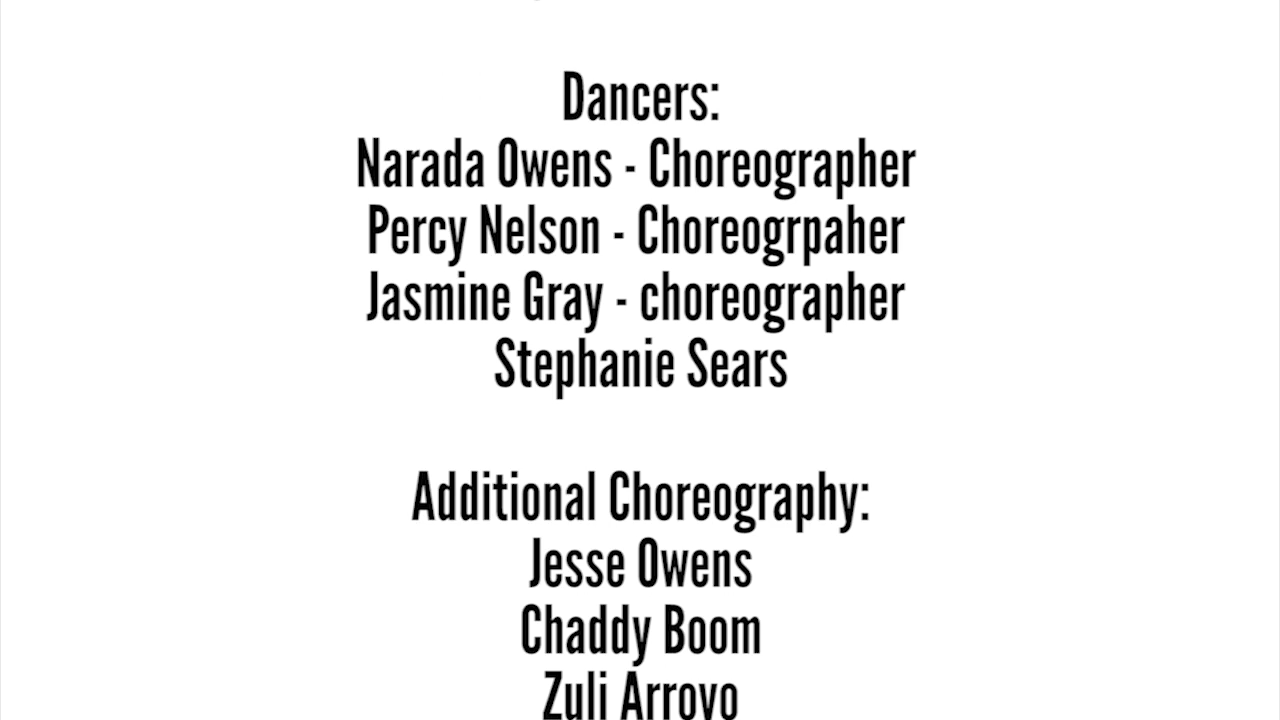 Dancers:
Narada Owens - Choreographer
Percy Nelson - Choreogrpaher
Jasmine Gray - choreographer
Stephanie Sears
Additional Choreography:
Jesse Owens
Chaddy Boom
Zuli Arroyo